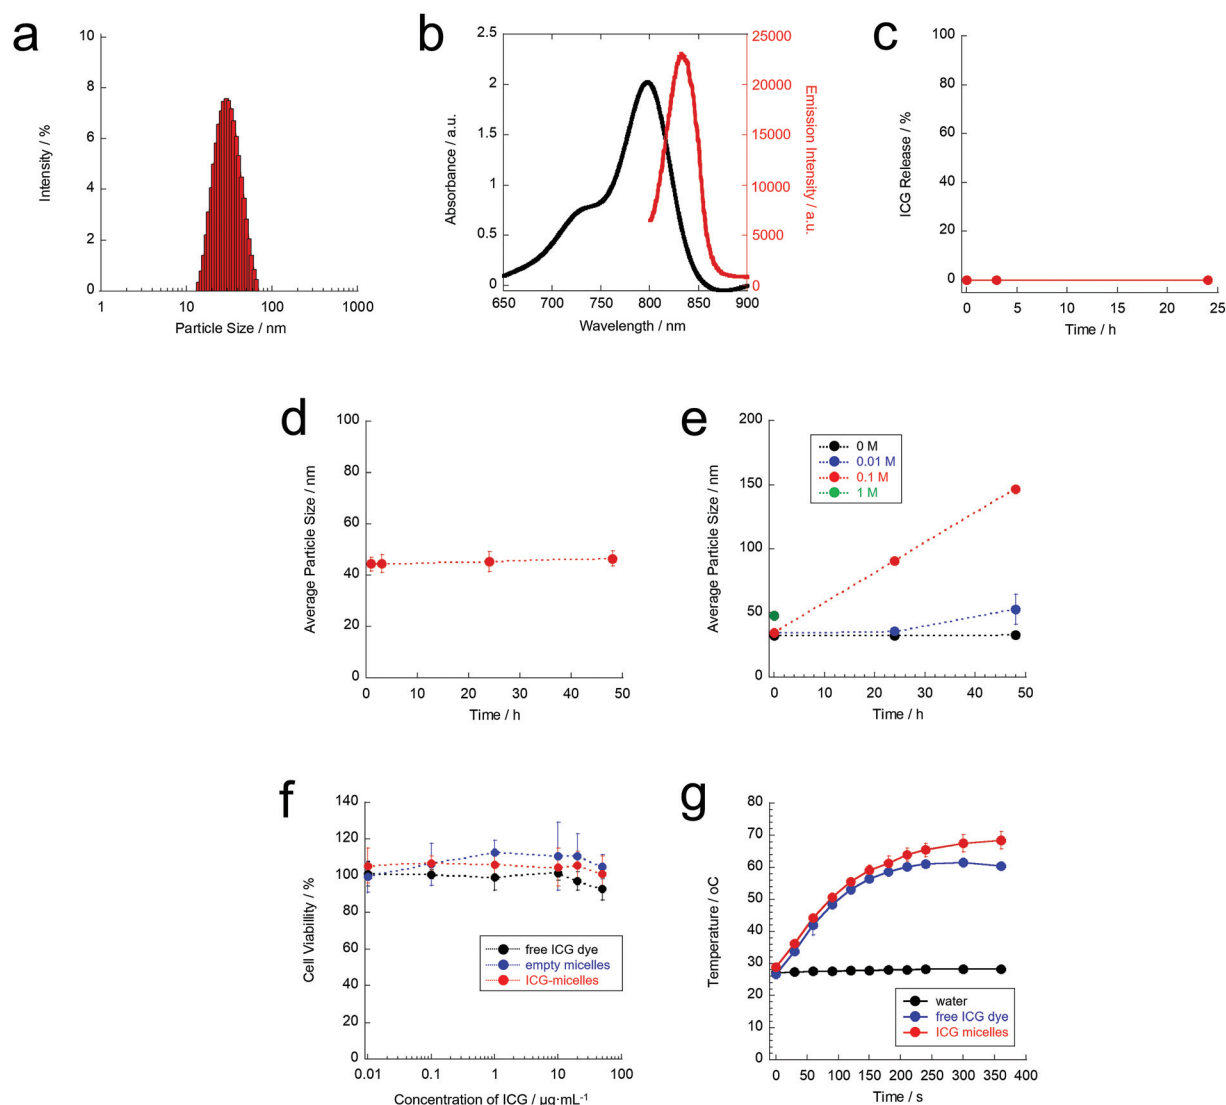 a
10
8
6
4
2
0
Intensity / %
1
10
100
1000
Particle Size / nm
b
2.5
2
1.5
1
0.5
0
Absorbance / a.u.
25000
20000
15000
10000
5000
0
Emission Intensity / a.u.
650
700
750
800
850
900
Wavelength / nm
c
100
80
60
40
20
0
ICG Release / %
0
5
10
15
20
25
Time / h
d
100
80
60
40
20
0
Average Particle Size / nm
0
10
20
30
40
50
Time / h
e
200
150
100
50
0
Average Particle Size / nm
0 M
0.01 M
0.1 M
1 M
0
10
20
30
40
50
Time / h
f
140
120
100
80
60
40
20
0
Cell Viabillity / %
free ICG dye
empty micelles
ICG-micelles
0.01
0.1
1
10
100
Concentration of ICG / μg·mL⁻¹
g
80
70
60
50
40
30
20
10
0
Temperature / oC
water
free ICG dye
ICG micelles
0
50
100
150
200
250
300
350
400
Time / s